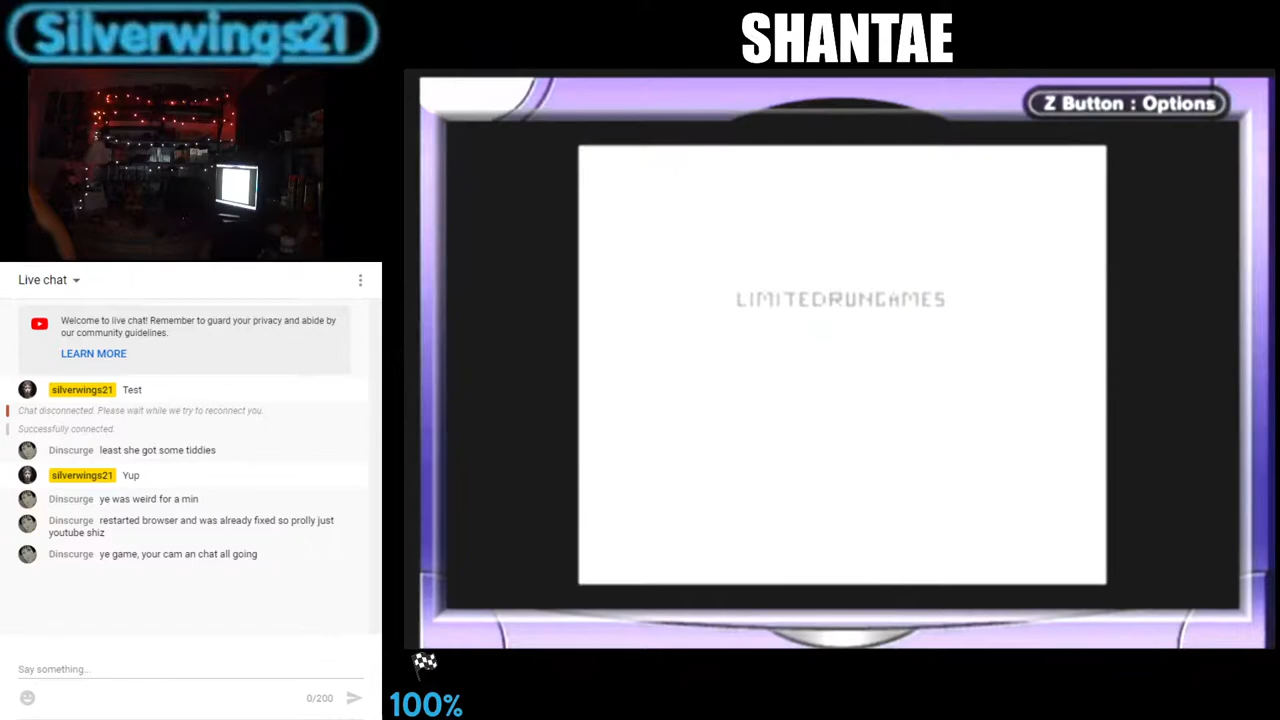 Silverwings21
SHANTAE
Z Button : Options
LIMITEDRUNGAMES
Live chat
Welcome to live chat! Remember to guard your privacy and abide by
our community guidelines.
LEARN MORE
silverwings21 Test
Chat disconnected. Please wait while we try to reconnect you.
Successfully connected.
Dinscurge least she got some tiddies
silverwings21 Yup
Dinscurge ye was weird for a min
Dinscurge restarted browser and was already fixed so prolly just
youtube shiz
Dinscurge ye game, your cam an chat all going
Say something...
0/200
100%